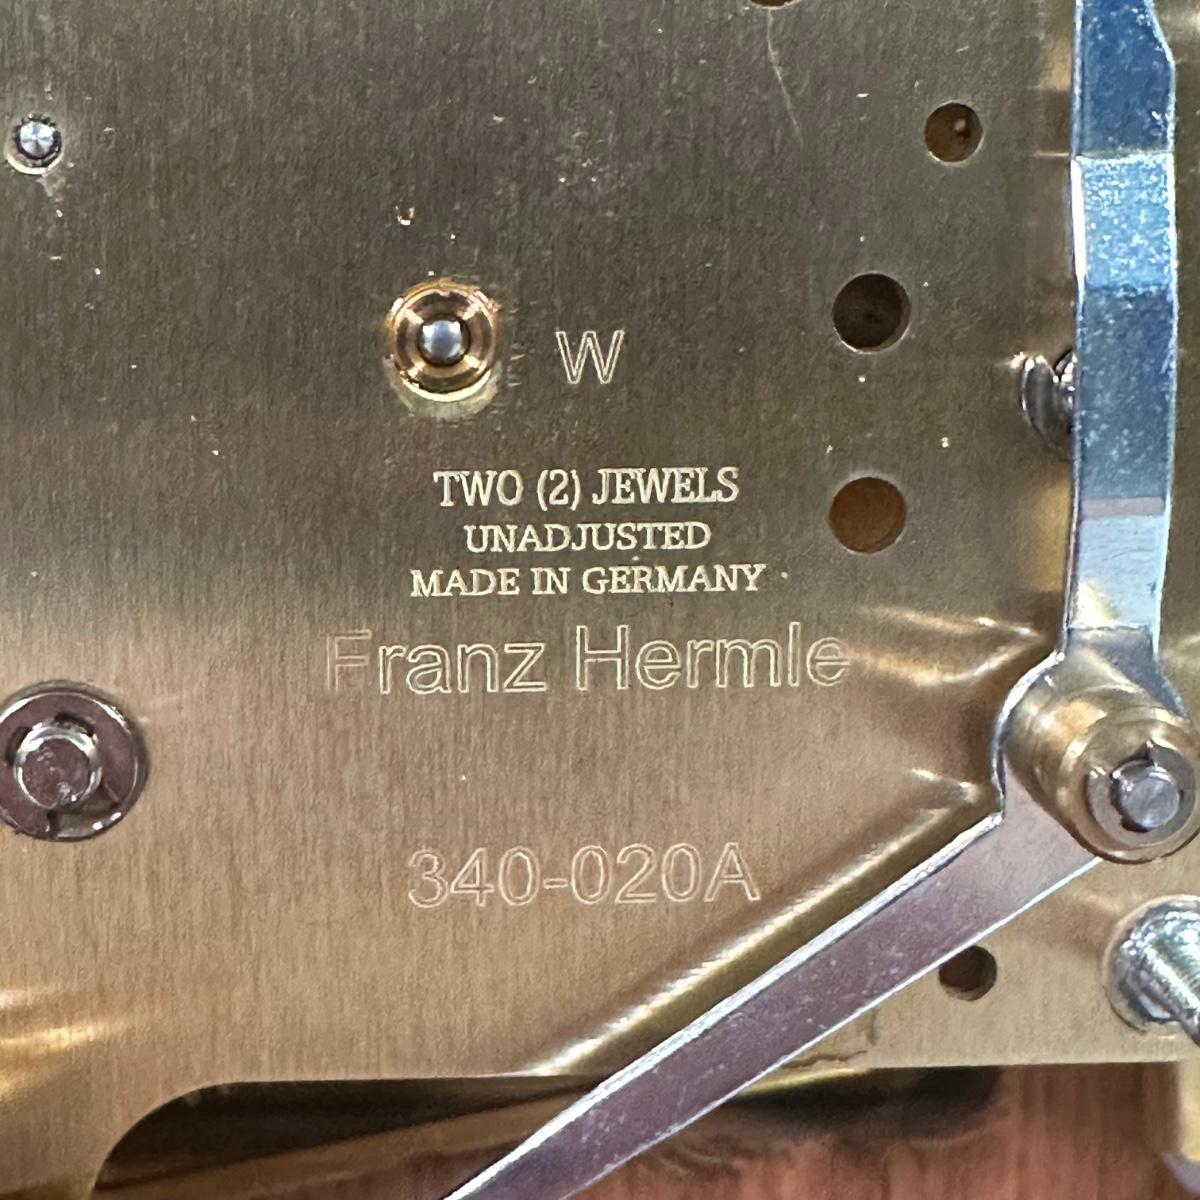 W
TWO (2) JEWELS
UNADJUSTED
MADE IN GERMANY
Franz Hermle
340-020A